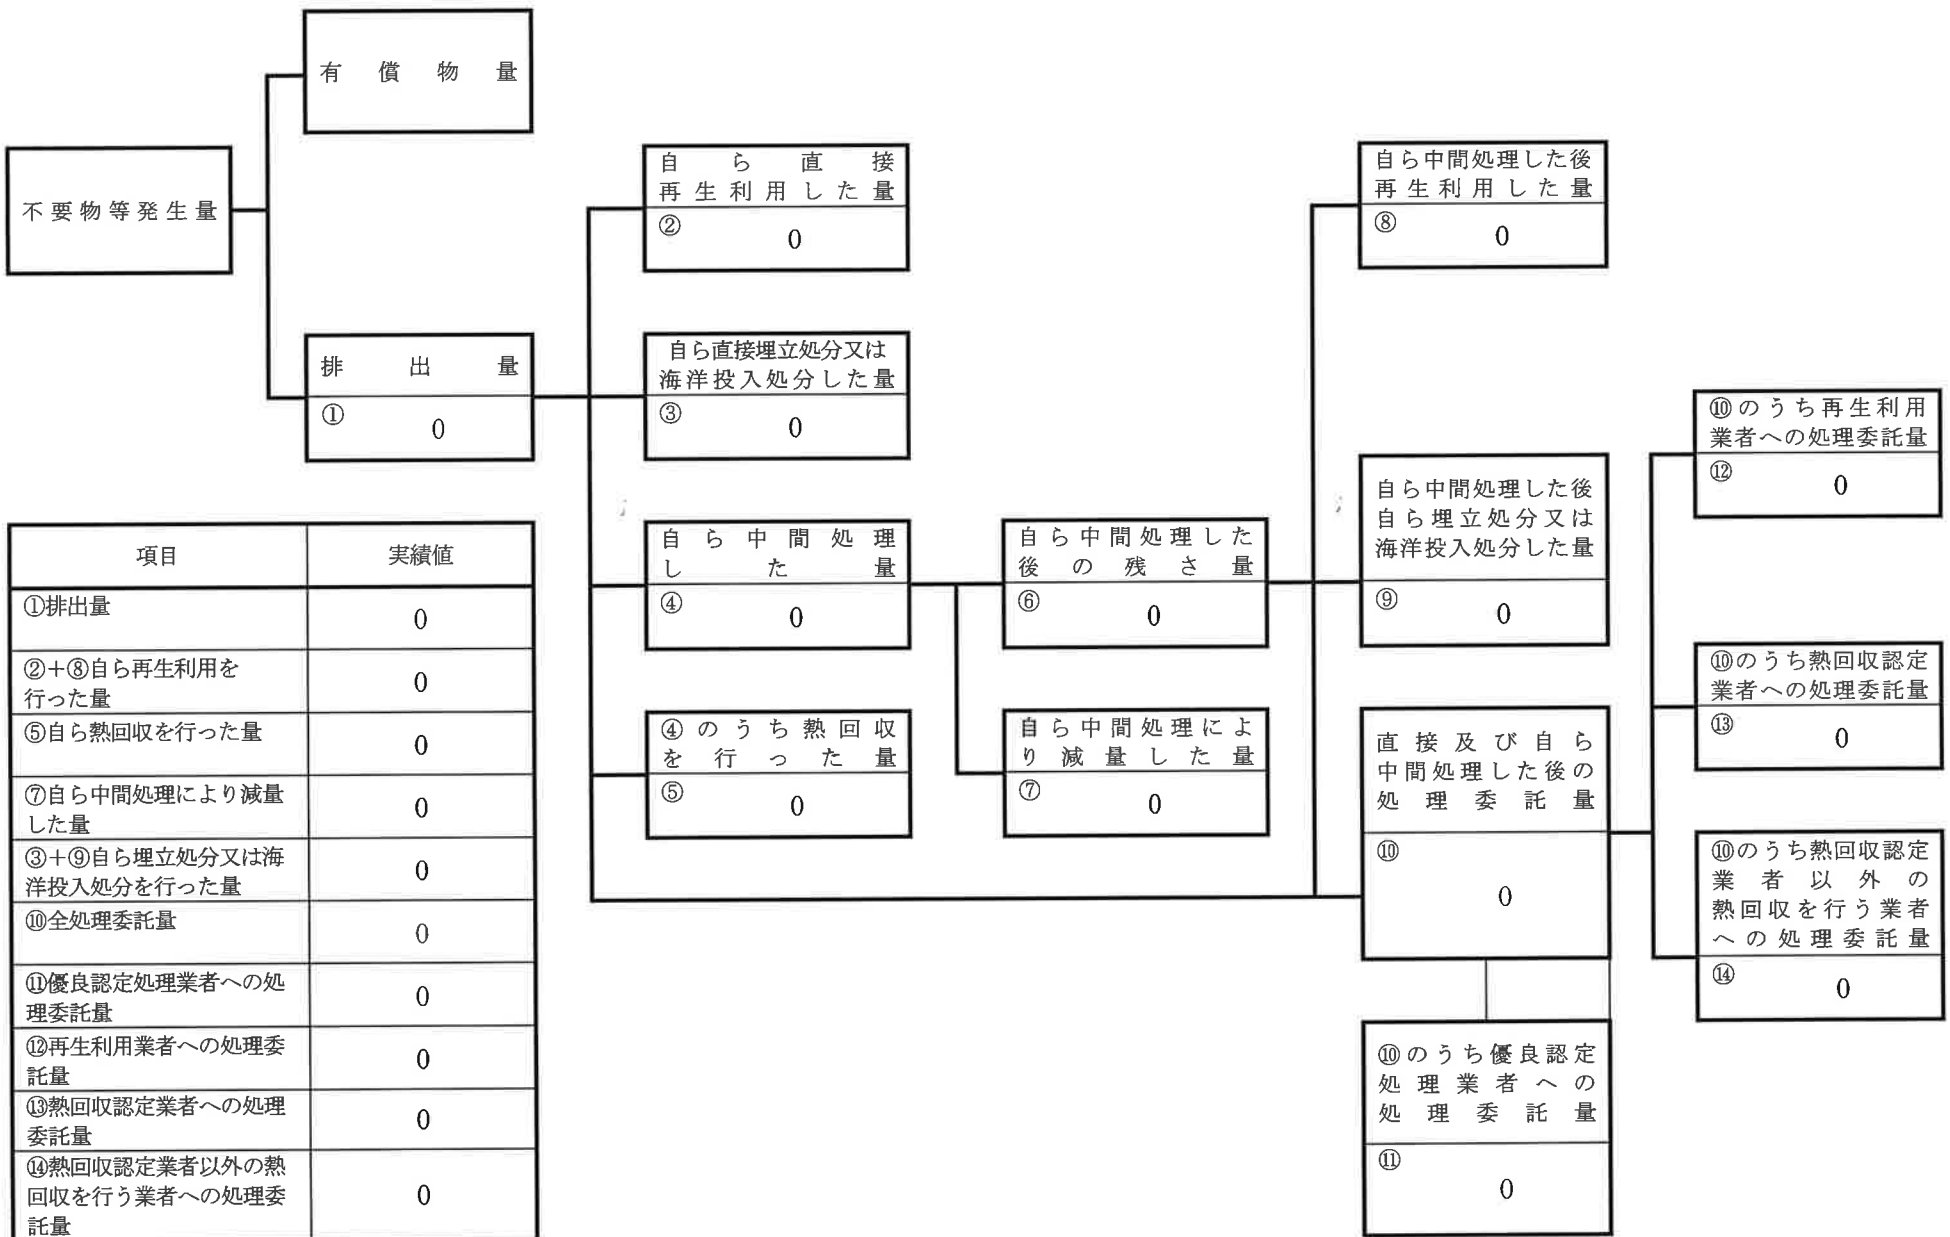 有償物量
不要物等発生量
排出量
①
0
自ら直接
再生利用した量
②
0
自ら直接埋立処分又は
海洋投入処分した量
③
0
自ら中間処理
した量
④
0
④のうち熱回収
を行った量
⑤
0
自ら中間処理した
後の残さ量
⑥
0
自ら中間処理によ
り減量した量
⑦
0
自ら中間処理した後
再生利用した量
⑧
0
自ら中間処理した後
自ら埋立処分又は
海洋投入処分した量
⑨
0
直接及び自ら
中間処理した後の
処理委託量
⑩
0
⑩のうち優良認定
処理業者への
処理委託量
⑪
0
⑩のうち再生利用
業者への処理委託量
⑫
0
⑩のうち熱回収認定
業者への処理委託量
⑬
0
⑩のうち熱回収認定
業者以外の
熱回収を行う業者
への処理委託量
⑭
0
項目 実績値
①排出量
0
②+⑧自ら再生利用を
行った量
0
⑤自ら熱回収を行った量
0
⑦自ら中間処理により減量
した量
0
③+⑨自ら埋立処分又は海
洋投入処分を行った量
0
⑩全処理委託量
0
⑪優良認定処理業者への処
理委託量
0
⑫再生利用業者への処理委
託量
0
⑬熱回収認定業者への処理
委託量
0
⑭熱回収認定業者以外の熱
回収を行う業者への処理委
託量
0